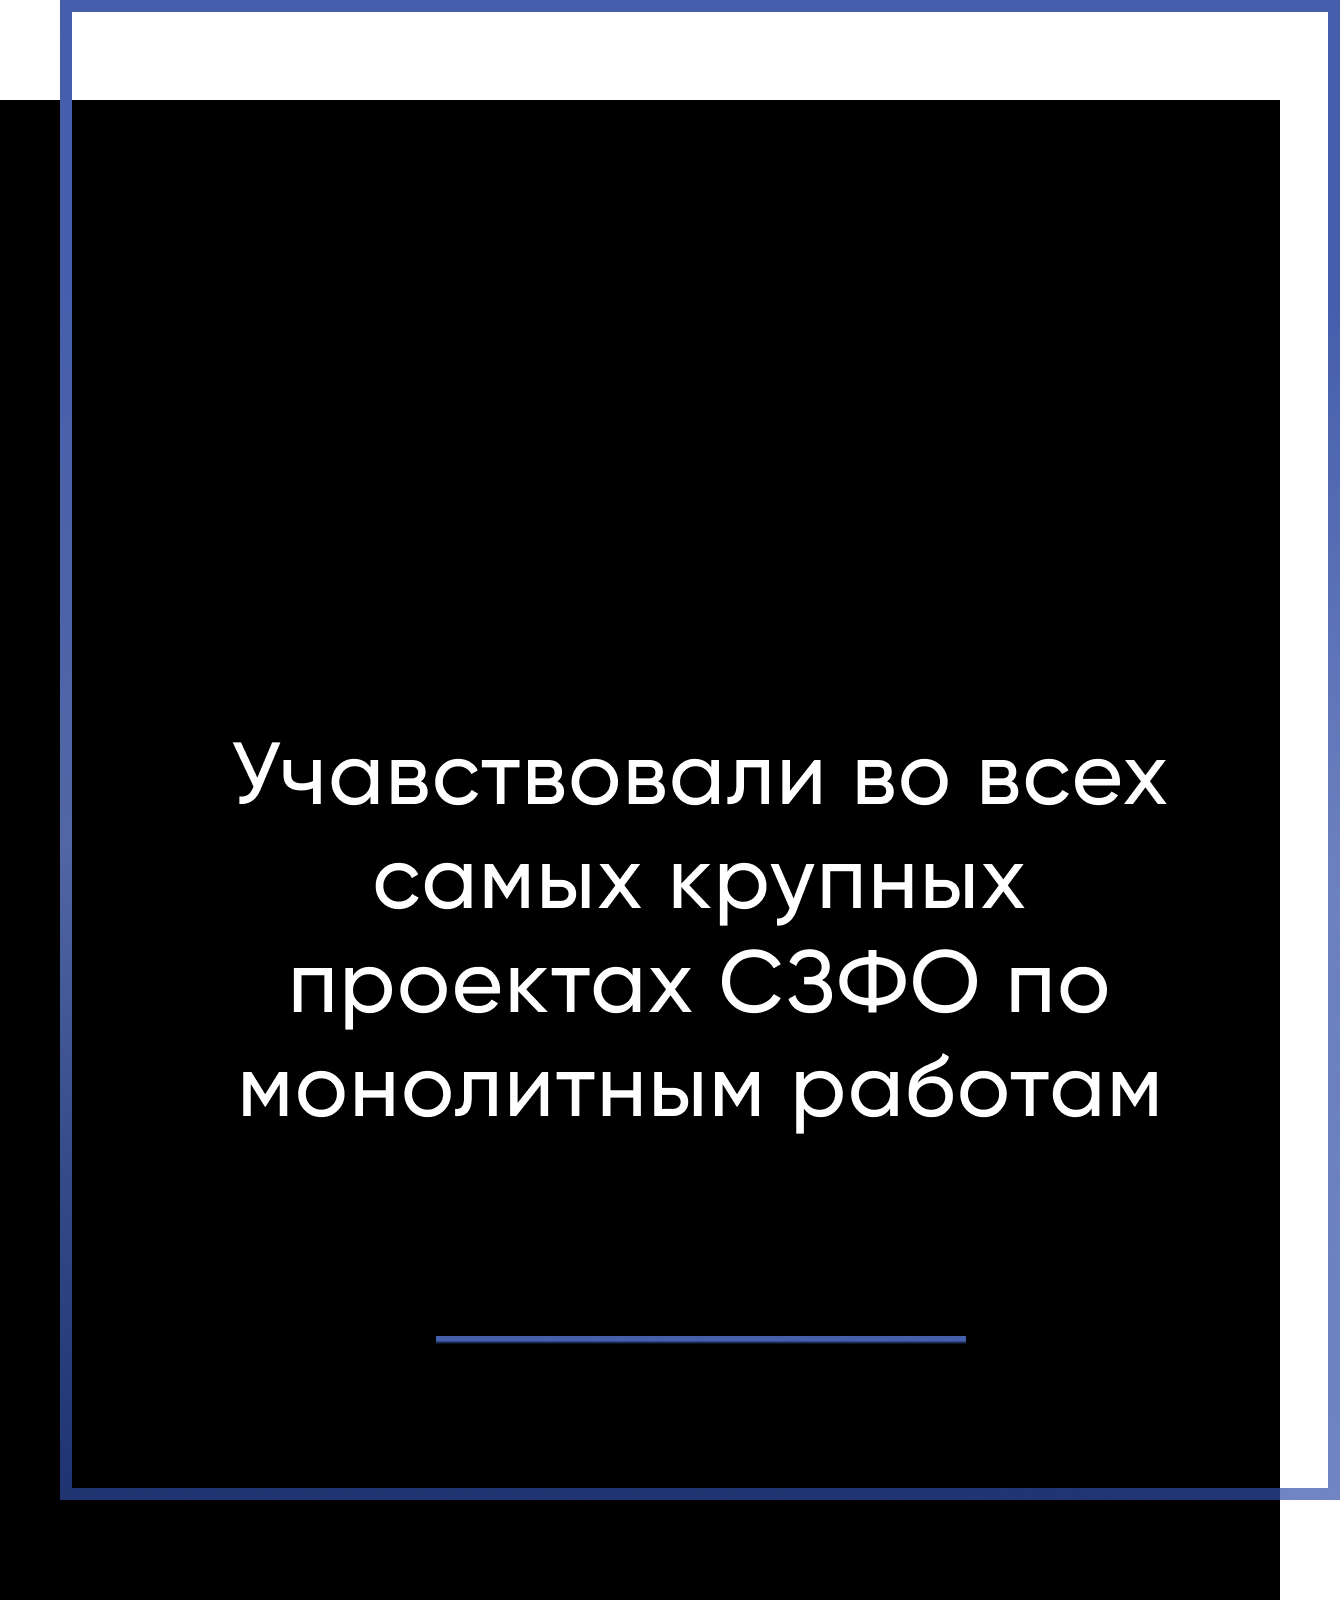 Учавствовали во всех
самых крупных
проектах СЗФО по
монолитным работам